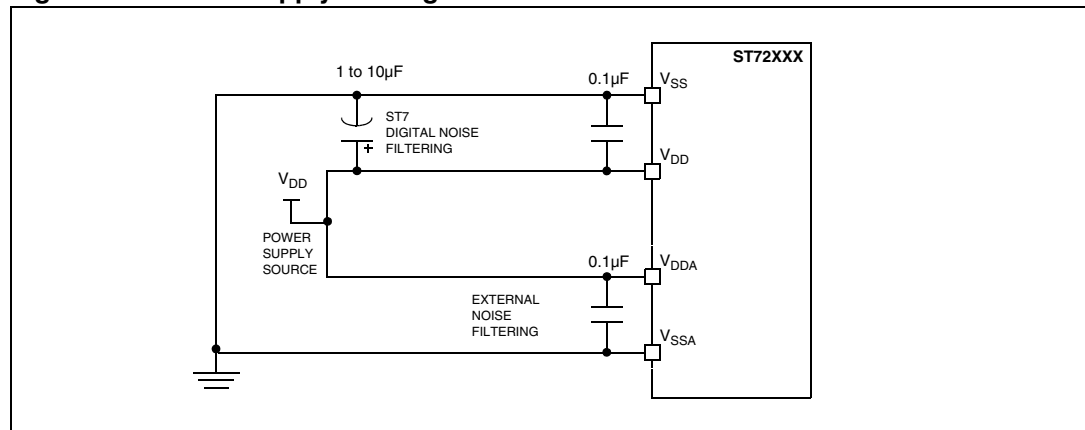 ST72XXX
1 to 10µF
0.1µF
VSS
ST7
DIGITAL NOISE
FILTERING
+
VDD
VDD
POWER
SUPPLY
SOURCE
0.1µF
VDDA
EXTERNAL
NOISE
FILTERING
VSSA